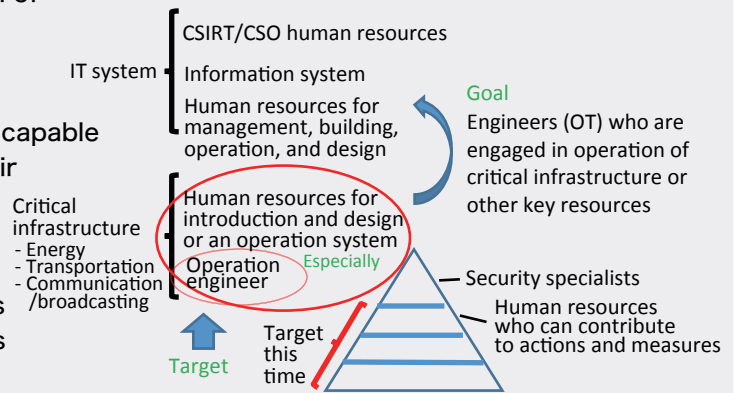 CSIRT/CSO human resources
IT system
Information system
Human resources for
management, building,
operation, and design
Goal
Engineers (OT) who are
engaged in operation of
critical infrastructure or
other key resources
capable
ir
Critical
infrastructure
- Energy
- Transportation
- Communication
/broadcasting
Human resources for
introduction and design
or an operation system
Operation
engineer
Especially
s
s
Target
Target
this
time
Security specialists
Human resources
who can contribute
to actions and measures